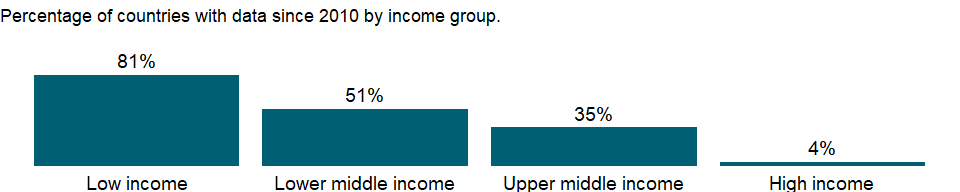 Percentage of countries with data since 2010 by income group.
81%
51%
35%
4%
Low income
Lower middle income
Upper middle income
High income